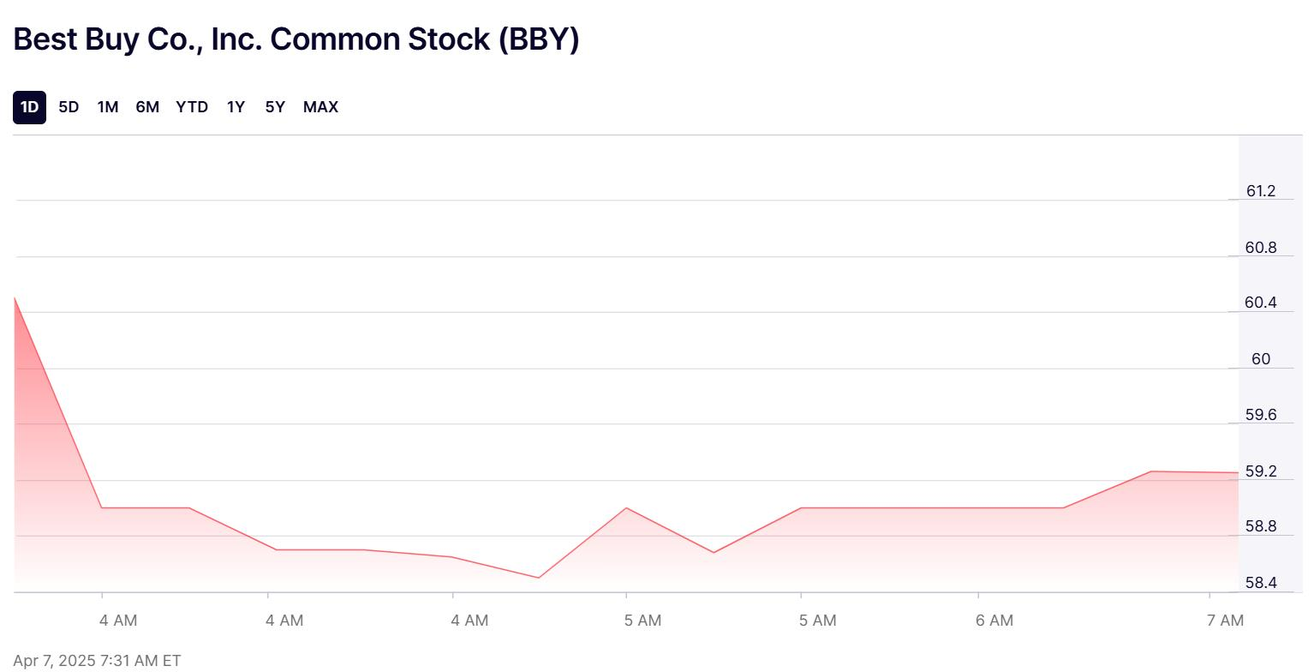 Best Buy Co., Inc. Common Stock (BBY)
1D 5D 1M 6M YTD 1Y 5Y MAX
61.2
60.8
60.4
60
59.6
59.2
58.8
58.4
4 AM 4 AM 4 AM 5 AM 5 AM 6 AM 7 AM
Apr 7, 2025 7:31 AM ET